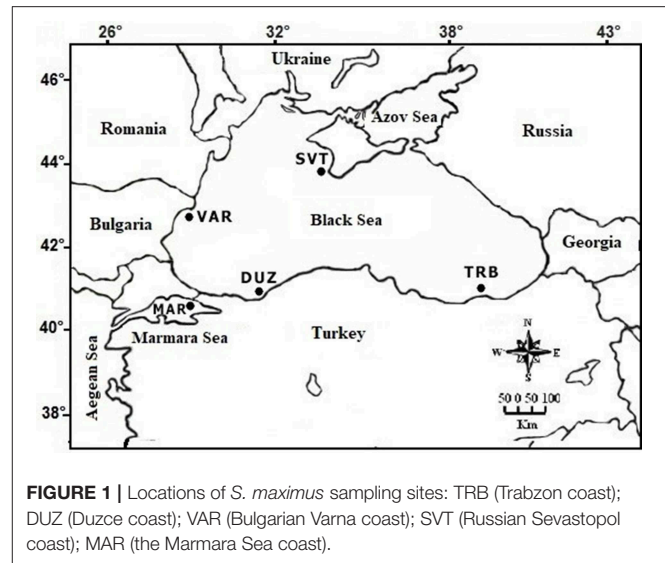 26° 32° 38° 43°
46°
Ukraine
Azov Sea
Romania
Russia
44°
SVT
Bulgaria
VAR
Black Sea
42°
Georgia
DUZ
TRB
MAR
40°
Marmara Sea
Turkey
N
W E
S
Aegean Sea
38°
50 0 50 100
Km
FIGURE 1 | Locations of S. maximus sampling sites: TRB (Trabzon coast);
DUZ (Duzce coast); VAR (Bulgarian Varna coast); SVT (Russian Sevastopol
coast); MAR (the Marmara Sea coast).